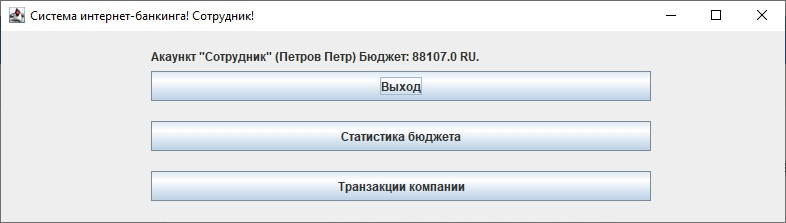 Система интернет-банкинга! Сотрудник!
Акаунт "Сотрудник" (Петров Петр) Бюджет: 88107.0 RU.
Выход
Статистика бюджета
Транзакции компании